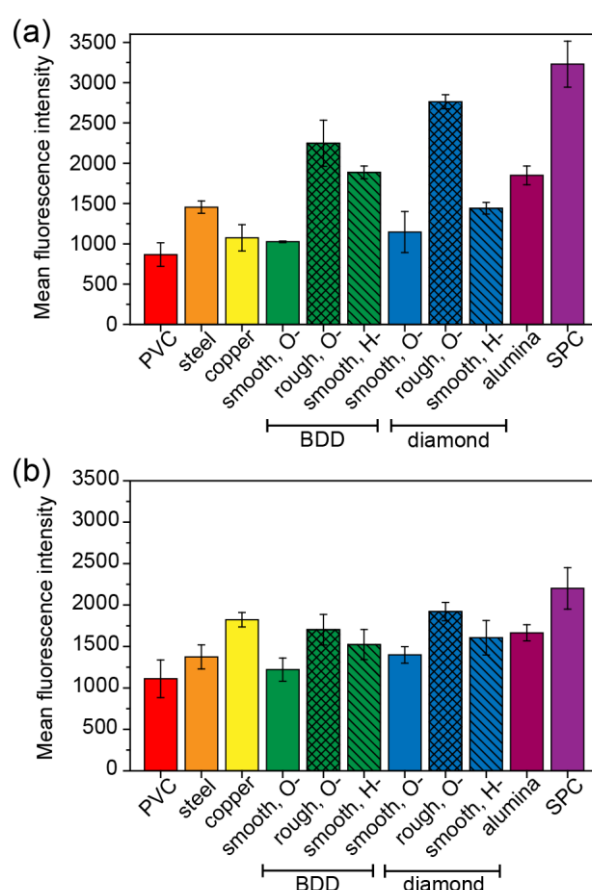 (a)
Mean fluorescence intensity
3500
3000
2500
2000
1500
1000
500
0
PVC
steel
copper
smooth, O-
rough, O-
smooth, H-
smooth, O-
rough, O-
smooth, H-
alumina
SPC
BDD
diamond
(b)
Mean fluorescence intensity
3500
3000
2500
2000
1500
1000
500
0
PVC
steel
copper
smooth, O-
rough, O-
smooth, H-
smooth, O-
rough, O-
smooth, H-
alumina
SPC
BDD
diamond